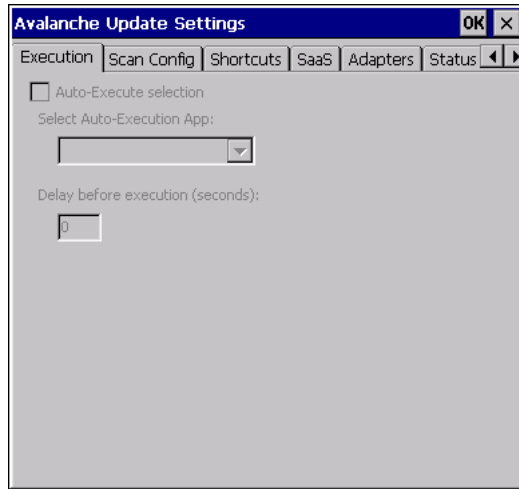 Avalanche Update Settings OK ×
Execution Scan Config Shortcuts SaaS Adapters Status
Auto-Execute selection
Select Auto-Execution App:
Delay before execution (seconds):
0